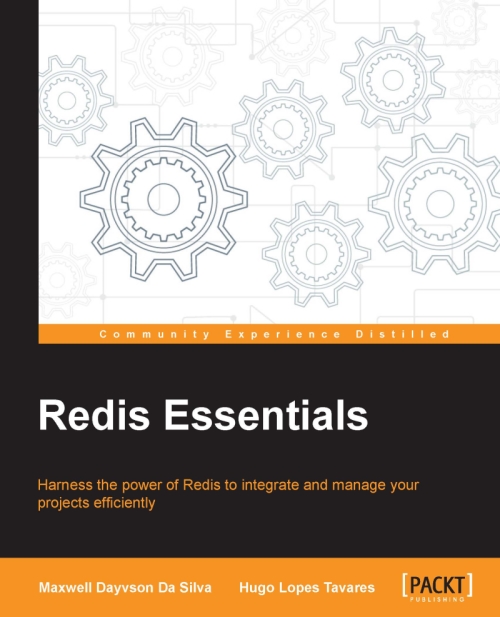 Community Experience Distilled
Redis Essentials
Harness the power of Redis to integrate and manage your
projects efficiently
Maxwell Dayvson Da Silva Hugo Lopes Tavares [PACKT]
PUBLISHING